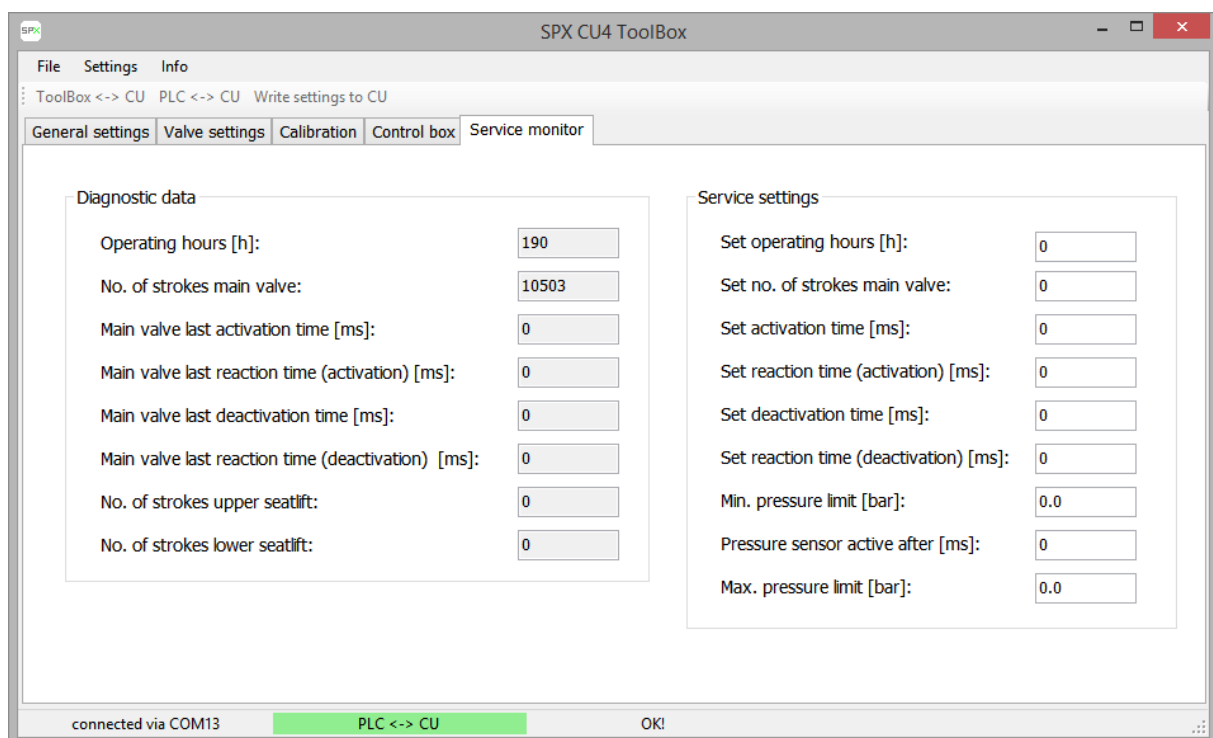 SPX
SPX CU4 ToolBox
File Settings Info
ToolBox <-> CU PLC <-> CU Write settings to CU
General settings Valve settings Calibration Control box Service monitor
Diagnostic data
Operating hours [h]: 190
No. of strokes main valve: 10503
Main valve last activation time [ms]: 0
Main valve last reaction time (activation) [ms]: 0
Main valve last deactivation time [ms]: 0
Main valve last reaction time (deactivation) [ms]: 0
No. of strokes upper seatlift: 0
No. of strokes lower seatlift: 0
Service settings
Set operating hours [h]: 0
Set no. of strokes main valve: 0
Set activation time [ms]: 0
Set reaction time (activation) [ms]: 0
Set deactivation time [ms]: 0
Set reaction time (deactivation) [ms]: 0
Min. pressure limit [bar]: 0.0
Pressure sensor active after [ms]: 0
Max. pressure limit [bar]: 0.0
connected via COM13 PLC <-> CU OK!